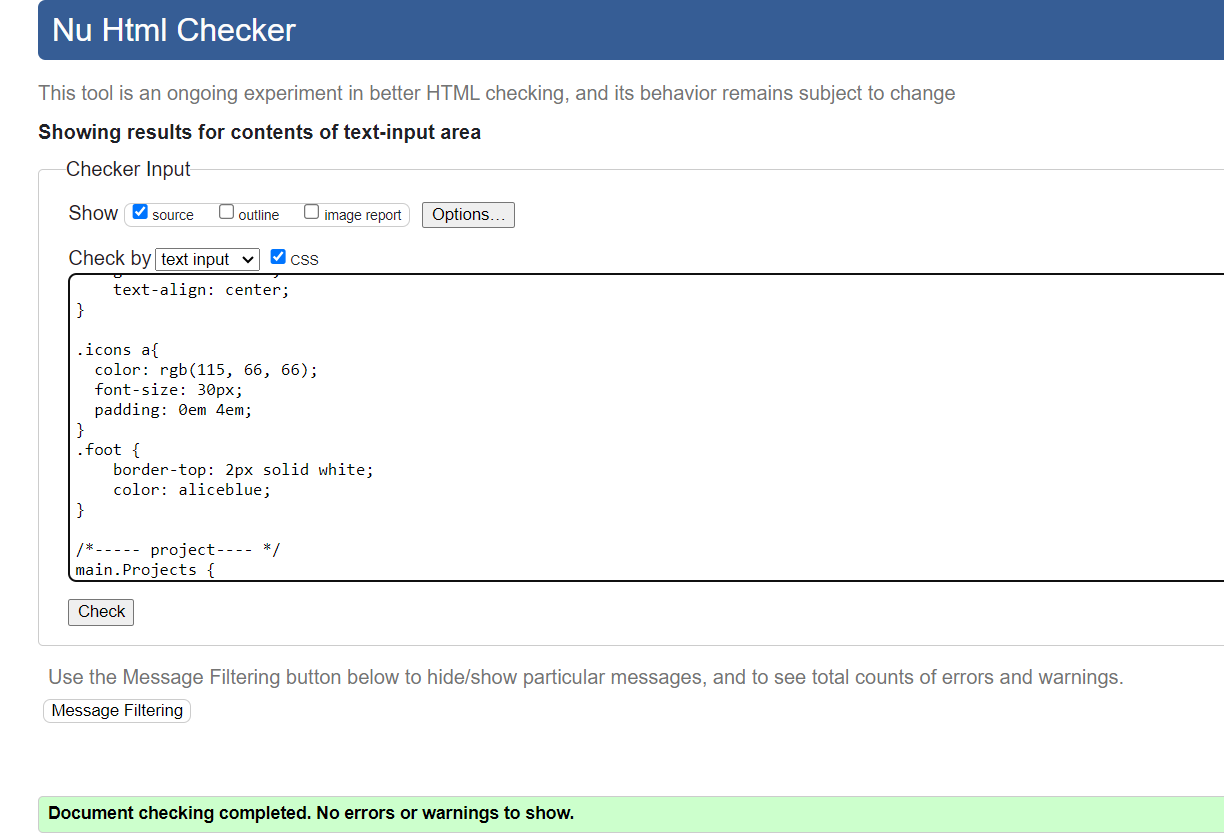 Nu Html Checker
This tool is an ongoing experiment in better HTML checking, and its behavior remains subject to change
Showing results for contents of text-input area
Checker Input
Show source outline image report Options...
Check by text input CSS
    text-align: center;
}
.icons a{
  color: rgb(115, 66, 66);
  font-size: 30px;
  padding: 0em 4em;
}
.foot {
    border-top: 2px solid white;
    color: aliceblue;
}
/*----- project---- */
main.Projects {
Check
Use the Message Filtering button below to hide/show particular messages, and to see total counts of errors and warnings.
Message Filtering
Document checking completed. No errors or warnings to show.